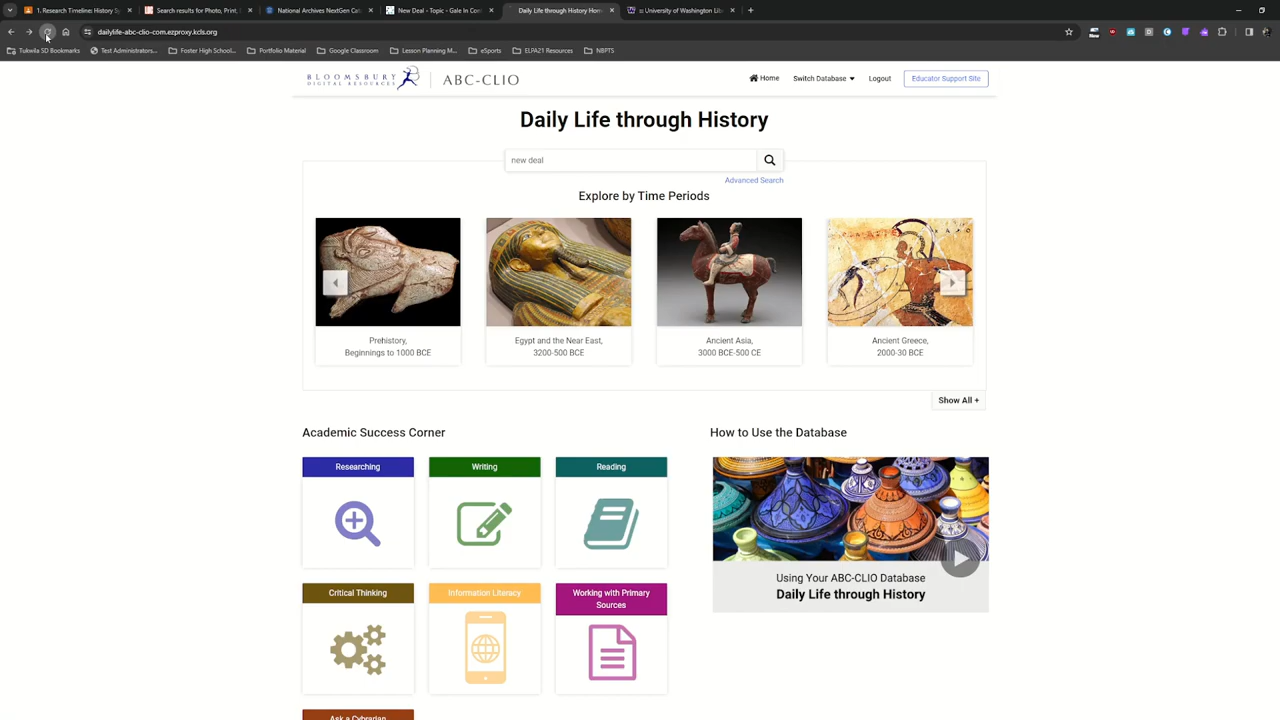 1. Research Timeline: History Sy
Search results for Photo, Print,
National Archives NextGen Cat
New Deal - Topic - Gale In Con
Daily Life through History Hom
University of Washington Lib
dailylife-abc-clio-com.ezproxy.kcls.org
Tukwila SD Bookmarks
Test Administrators...
Foster High School...
Portfolio Material
Google Classroom
Lesson Planning M...
eSports
ELPA21 Resources
NBPTS
BLOOMSBURY
DIGITAL RESOURCES
ABC-CLIO
Home
Switch Database
Logout
Educator Support Site
Daily Life through History
new deal
Advanced Search
Explore by Time Periods
Prehistory,
Beginnings to 1000 BCE
Egypt and the Near East,
3200-500 BCE
Ancient Asia,
3000 BCE-500 CE
Ancient Greece,
2000-30 BCE
Show All +
Academic Success Corner
How to Use the Database
Researching
Writing
Reading
Using Your ABC-CLIO Database
Daily Life through History
Critical Thinking
Information Literacy
Working with Primary
Sources
Ask a Cybrarian